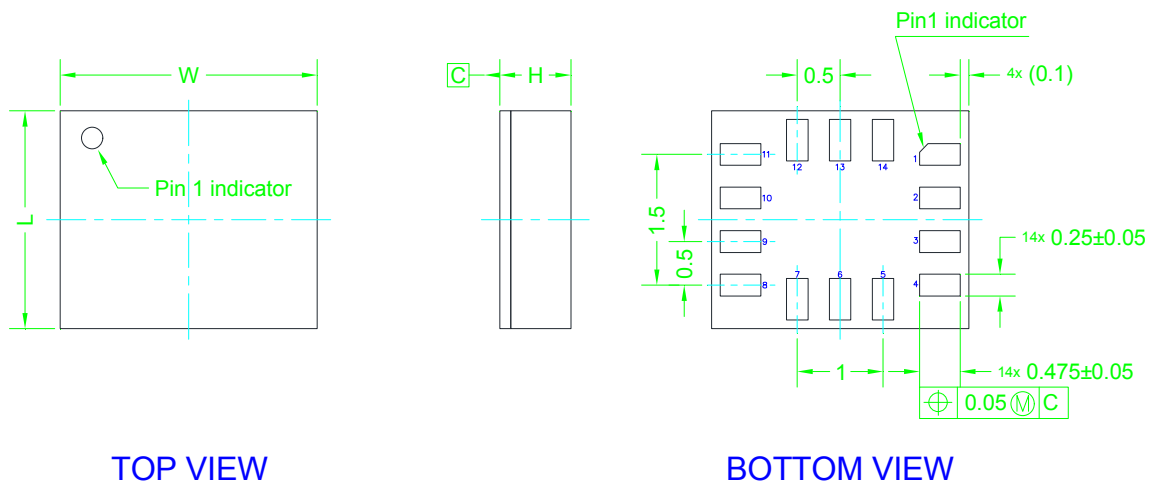 Pin1 indicator
W
C
H
0.5
4x (0.1)
Pin 1 indicator
L
1
2
3
4
5
6
7
8
9
10
11
12
13
14
1.5
0.5
14x 0.25±0.05
1
14x 0.475±0.05
⌖ 0.05 Ⓜ C
TOP VIEW
BOTTOM VIEW